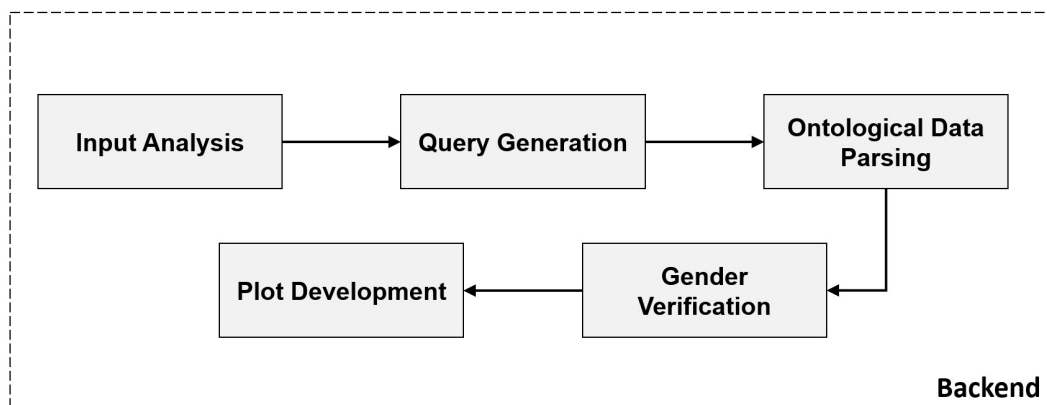 Input Analysis
Query Generation
Ontological Data
Parsing
Plot Development
Gender
Verification
Backend